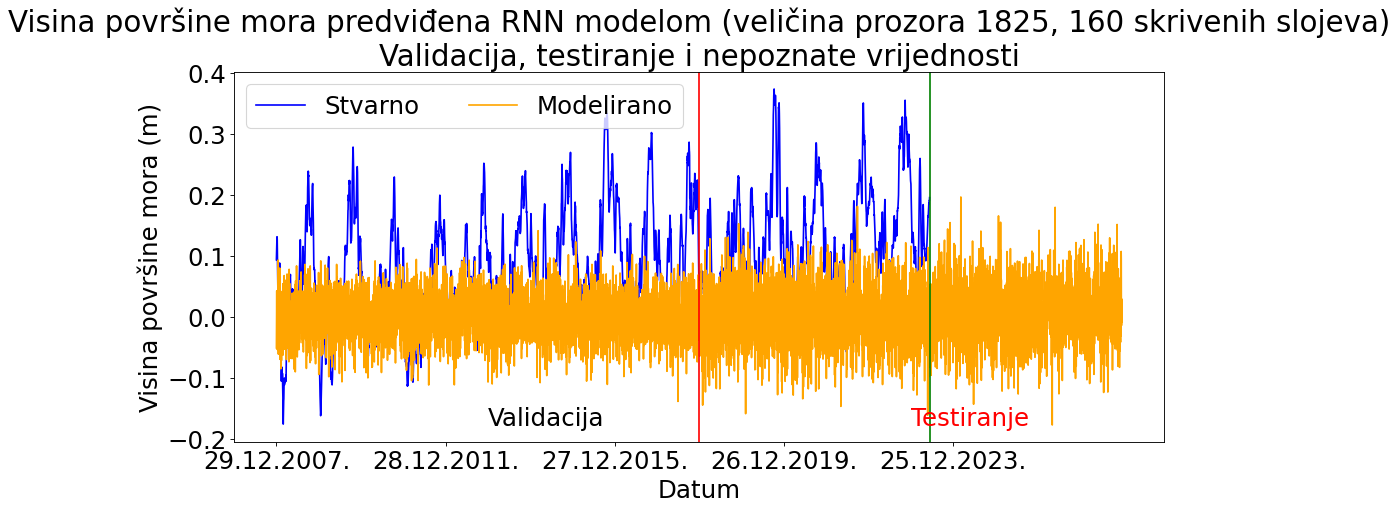 Visina površine mora predviđena RNN modelom (veličina prozora 1825, 160 skrivenih slojeva)
Validacija, testiranje i nepoznate vrijednosti
Stvarno
Modelirano
Visina površine mora (m)
0.4
0.3
0.2
0.1
0.0
−0.1
−0.2
Validacija
Testiranje
29.12.2007.
28.12.2011.
27.12.2015.
26.12.2019.
25.12.2023.
Datum